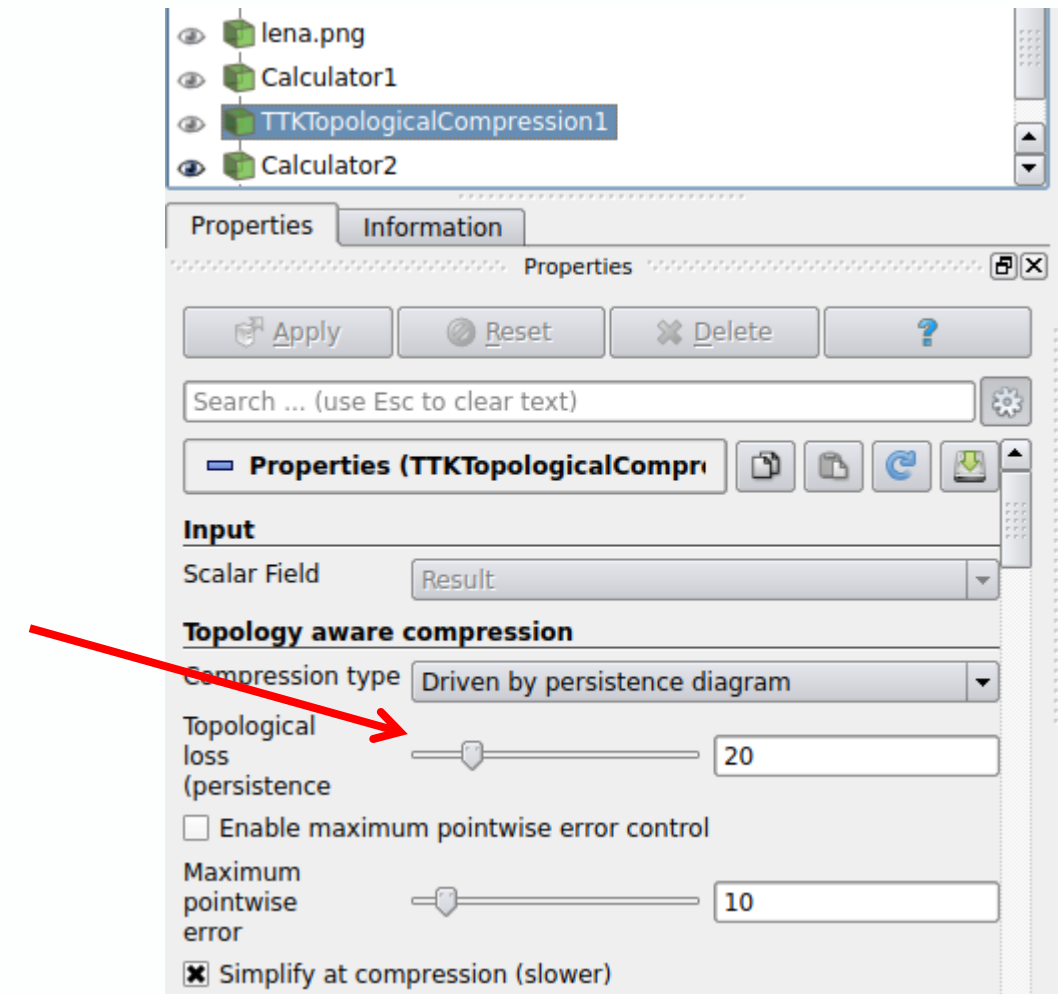 lena.png
Calculator1
TTKTopologicalCompression1
Calculator2
Properties Information
Properties
Apply Reset Delete ?
Search ... (use Esc to clear text)
Properties (TTKTopologicalCompr
Input
Scalar Field Result
Topology aware compression
Compression type Driven by persistence diagram
Topological
loss 20
(persistence
Enable maximum pointwise error control
Maximum
pointwise 10
error
Simplify at compression (slower)